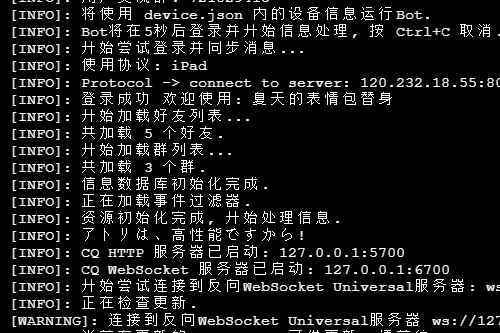 [INFO]: 将使用 device.json 内的设备信息运行Bot.
[INFO]: Bot将在5秒后登录并开始信息处理, 按 Ctrl+C 取消.
[INFO]: 开始尝试登录并同步消息...
[INFO]: 使用协议: iPad
[INFO]: Protocol -> connect to server: 120.232.18.55:80
[INFO]: 登录成功 欢迎使用: 夏天的表情包替身
[INFO]: 开始加载好友列表...
[INFO]: 共加载 5 个好友.
[INFO]: 开始加载群列表...
[INFO]: 共加载 3 个群.
[INFO]: 信息数据库初始化完成.
[INFO]: 正在加载事件过滤器.
[INFO]: 资源初始化完成, 开始处理信息.
[INFO]: アトリは、高性能ですから!
[INFO]: CQ HTTP 服务器已启动: 127.0.0.1:5700
[INFO]: CQ WebSocket 服务器已启动: 127.0.0.1:6700
[INFO]: 开始尝试连接到反向WebSocket Universal服务器: ws
[INFO]: 正在检查更新.
[WARNING]: 连接到反向WebSocket Universal服务器 ws://127